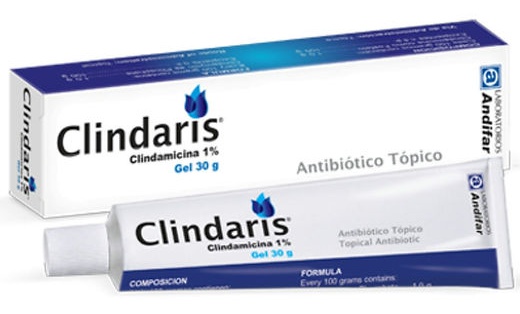 Clindaris®
Clindamicina 1%
Gel 30 g
Antibiótico Tópico
LABORATORIOS
Andifar
Clindaris®
Clindamicina 1%
Gel 30 g
Antibiótico Tópico
Topical Antibiotic
LABORATORIOS
Andifar
COMPOSICION
FORMULA
Every 100 grams contains: